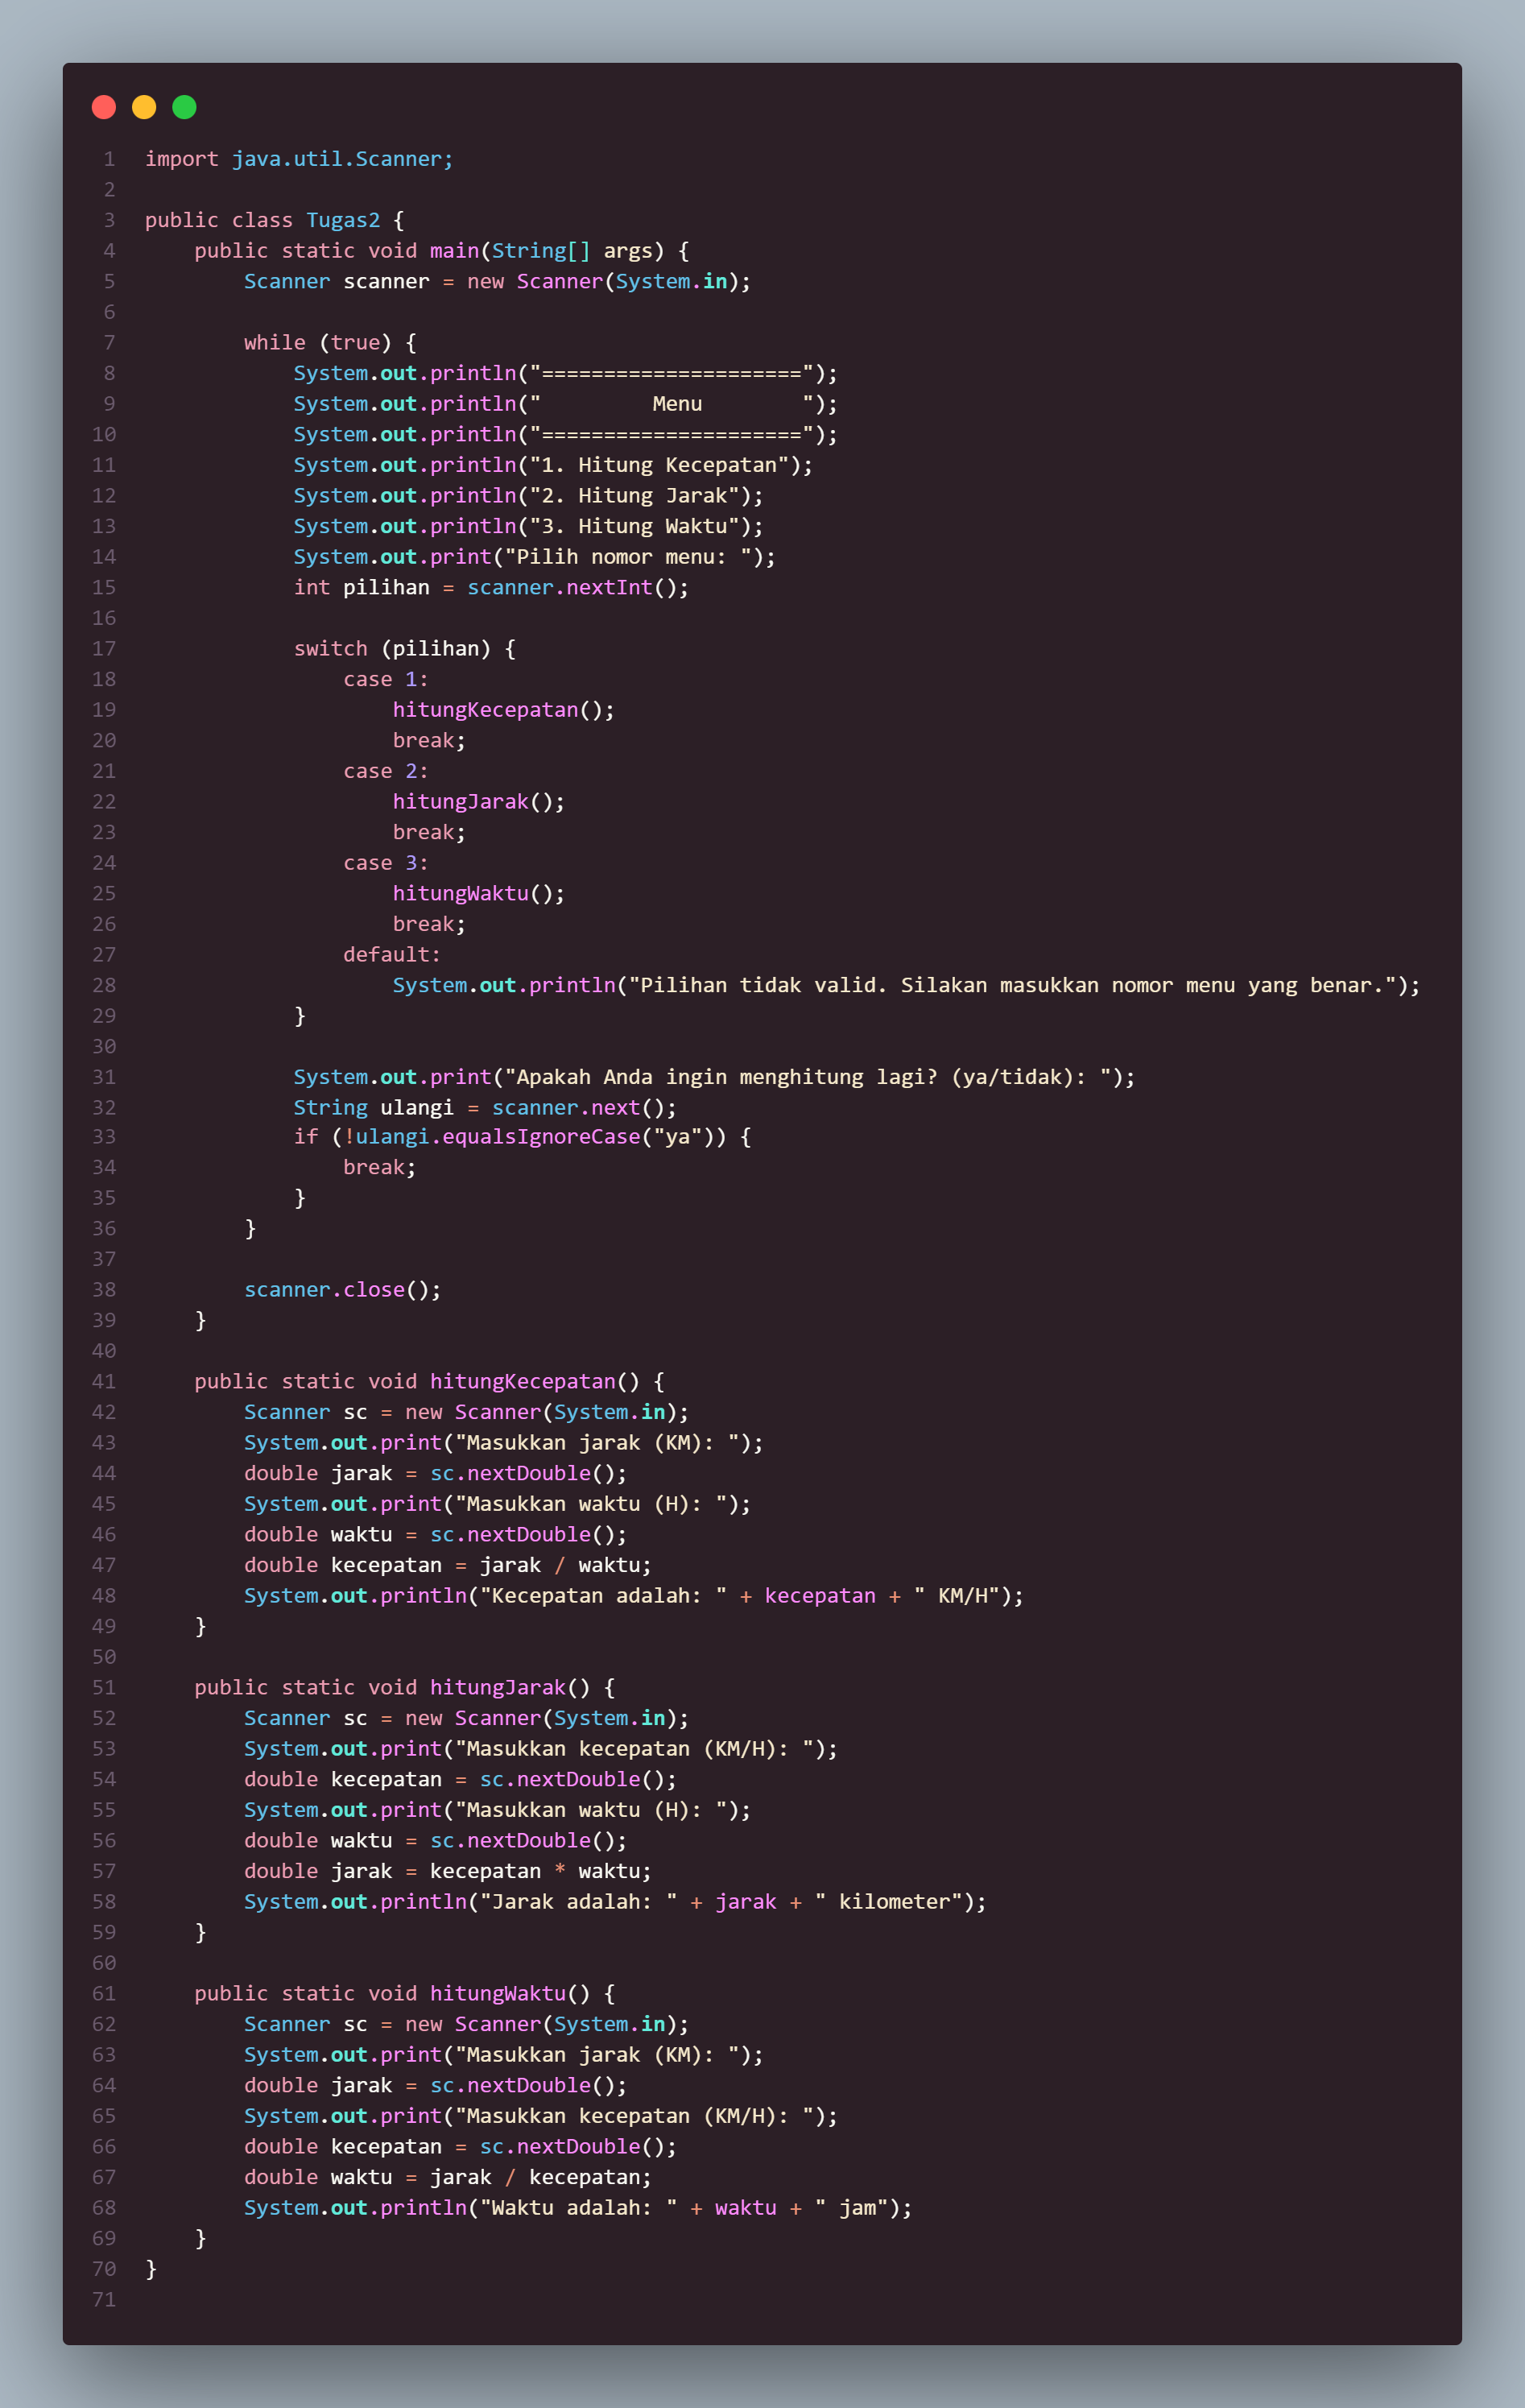 1 import java.util.Scanner;
2
3 public class Tugas2 {
4     public static void main(String[] args) {
5         Scanner scanner = new Scanner(System.in);
6
7         while (true) {
8             System.out.println("=====================");
9             System.out.println("         Menu        ");
10             System.out.println("=====================");
11             System.out.println("1. Hitung Kecepatan");
12             System.out.println("2. Hitung Jarak");
13             System.out.println("3. Hitung Waktu");
14             System.out.print("Pilih nomor menu: ");
15             int pilihan = scanner.nextInt();
16
17             switch (pilihan) {
18                 case 1:
19                     hitungKecepatan();
20                     break;
21                 case 2:
22                     hitungJarak();
23                     break;
24                 case 3:
25                     hitungWaktu();
26                     break;
27                 default:
28                     System.out.println("Pilihan tidak valid. Silakan masukkan nomor menu yang benar.");
29             }
30
31             System.out.print("Apakah Anda ingin menghitung lagi? (ya/tidak): ");
32             String ulangi = scanner.next();
33             if (!ulangi.equalsIgnoreCase("ya")) {
34                 break;
35             }
36         }
37
38         scanner.close();
39     }
40
41     public static void hitungKecepatan() {
42         Scanner sc = new Scanner(System.in);
43         System.out.print("Masukkan jarak (KM): ");
44         double jarak = sc.nextDouble();
45         System.out.print("Masukkan waktu (H): ");
46         double waktu = sc.nextDouble();
47         double kecepatan = jarak / waktu;
48         System.out.println("Kecepatan adalah: " + kecepatan + " KM/H");
49     }
50
51     public static void hitungJarak() {
52         Scanner sc = new Scanner(System.in);
53         System.out.print("Masukkan kecepatan (KM/H): ");
54         double kecepatan = sc.nextDouble();
55         System.out.print("Masukkan waktu (H): ");
56         double waktu = sc.nextDouble();
57         double jarak = kecepatan * waktu;
58         System.out.println("Jarak adalah: " + jarak + " kilometer");
59     }
60
61     public static void hitungWaktu() {
62         Scanner sc = new Scanner(System.in);
63         System.out.print("Masukkan jarak (KM): ");
64         double jarak = sc.nextDouble();
65         System.out.print("Masukkan kecepatan (KM/H): ");
66         double kecepatan = sc.nextDouble();
67         double waktu = jarak / kecepatan;
68         System.out.println("Waktu adalah: " + waktu + " jam");
69     }
70 }
71